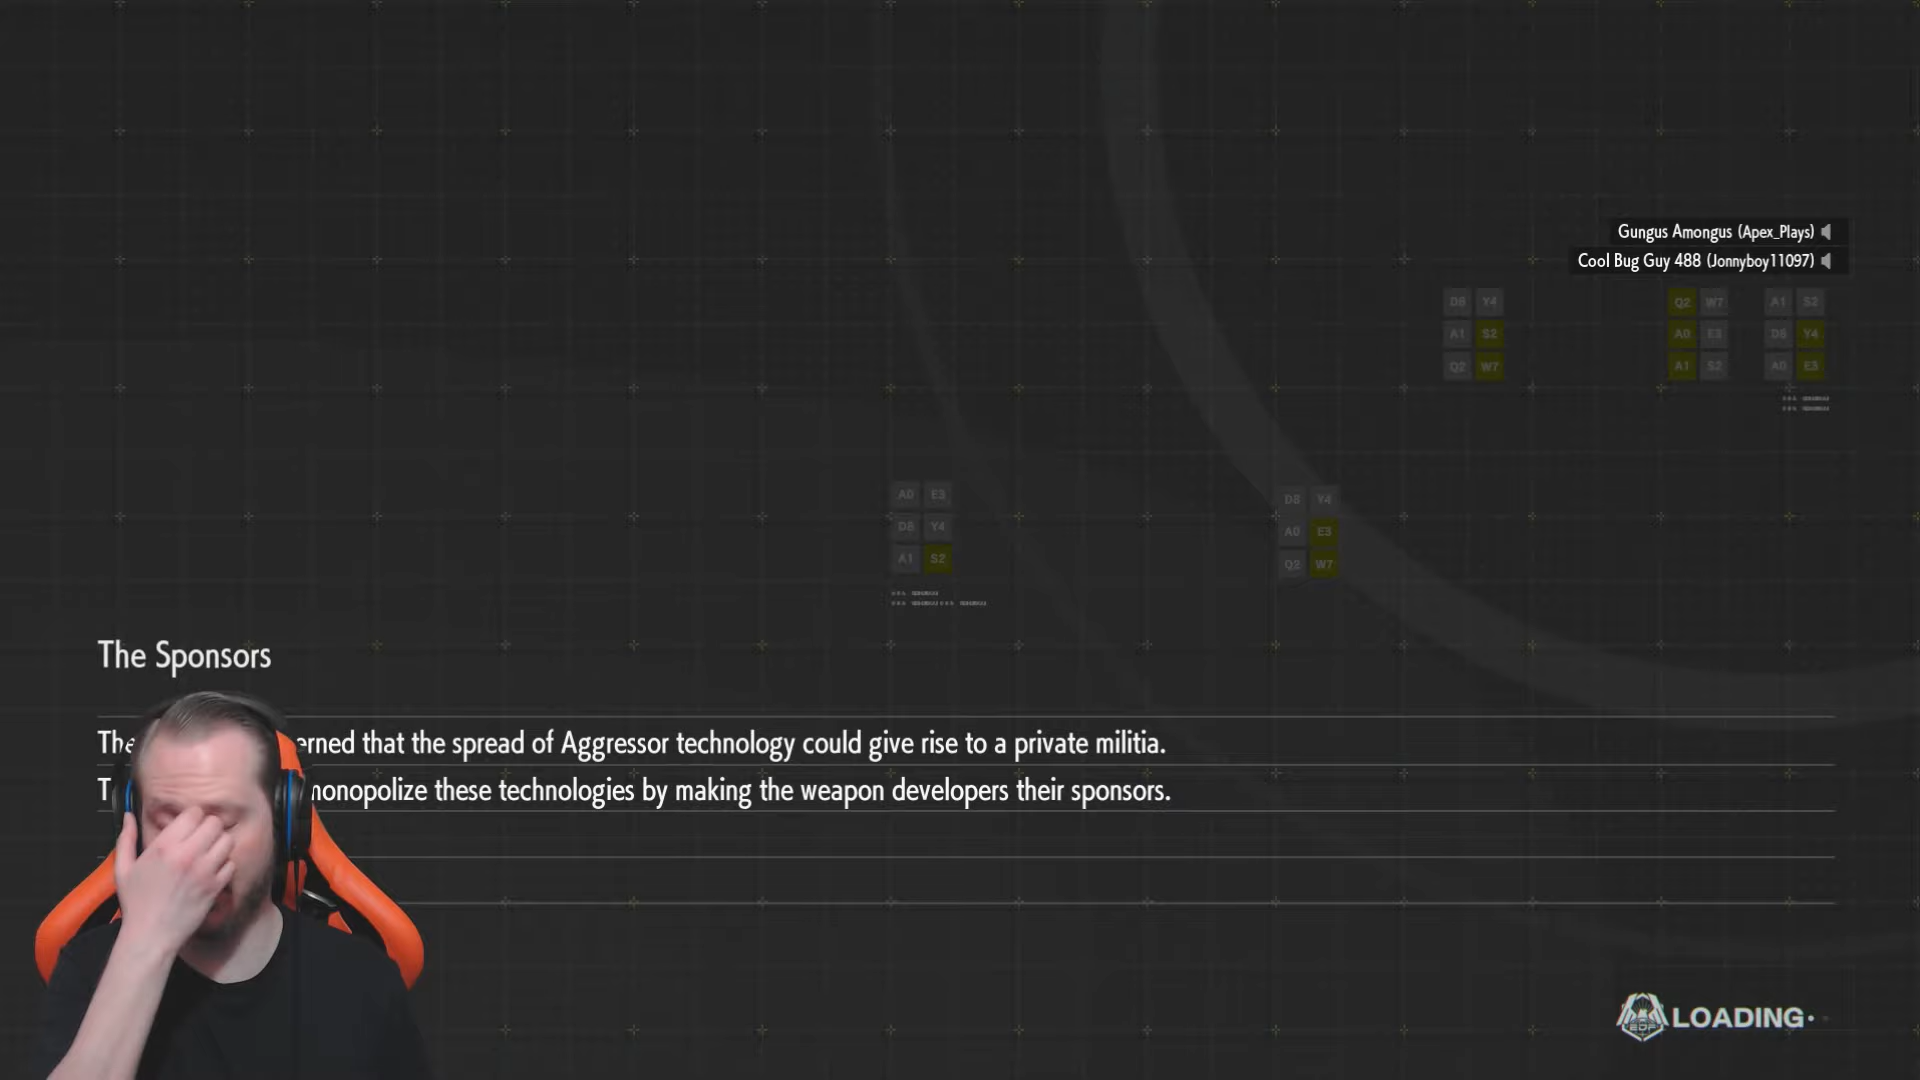 Gungus Amongus (Apex_Plays)
Cool Bug Guy 488 (Jonnyboy11097)
D8 Y4
A1 S2
Q2 W7
Q2 W7
A0 E3
A1 S2
A1 S2
D8 Y4
A0 E3
A0 E3
D8 Y4
A1 S2
D8 Y4
A0 E3
Q2 W7
The Sponsors
that the spread of Aggressor technology could give rise to a private militia.
these technologies by making the weapon developers their sponsors.
EDF
LOADING